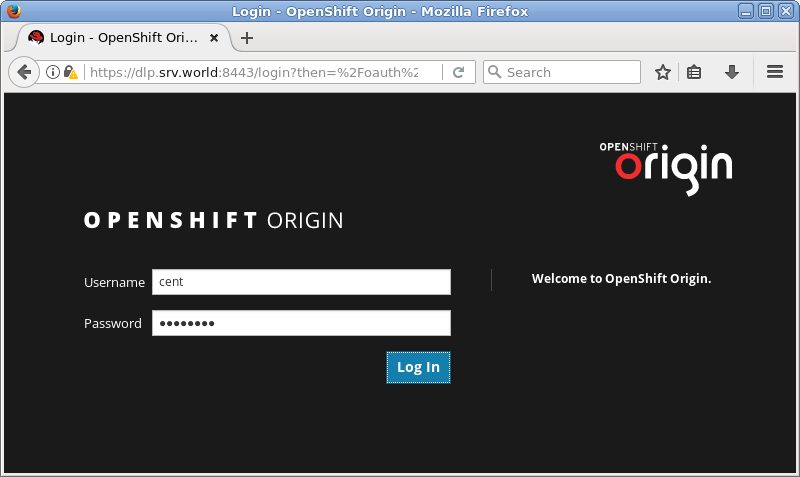 Login - OpenShift Origin - Mozilla Firefox
Login - OpenShift Ori...
https://dlp.srv.world:8443/login?then=%2Foauth%2
Search
OPENSHIFT
origin
OPENSHIFT ORIGIN
Username cent
Welcome to OpenShift Origin.
Password ●●●●●●●●
Log In